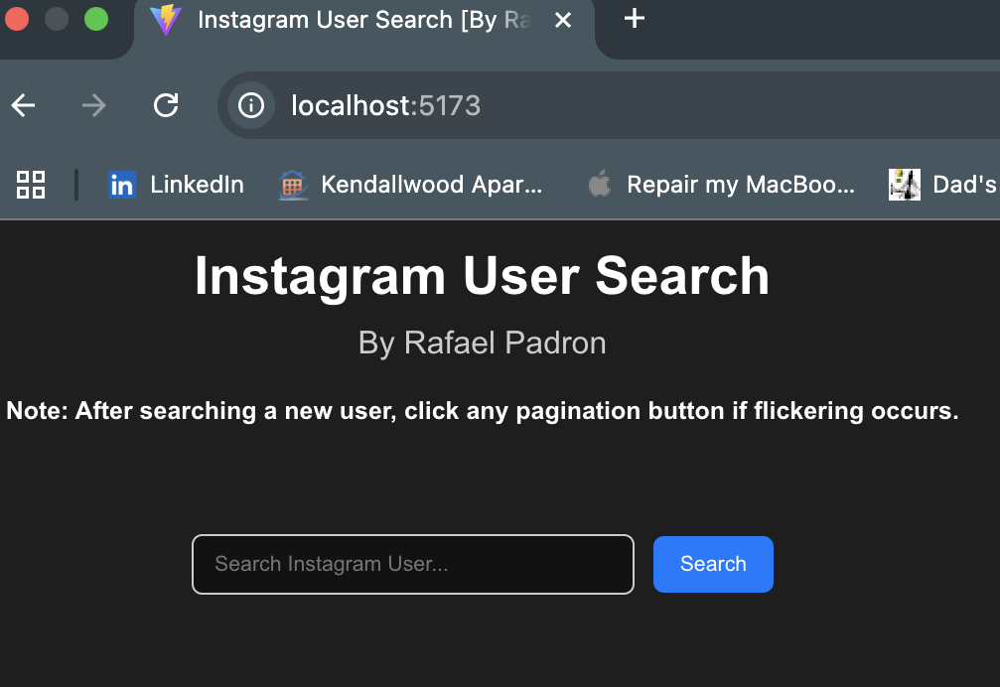 Instagram User Search [By Ra
localhost:5173
in LinkedIn Kendallwood Apar... Repair my MacBoo... Dad's
Instagram User Search
By Rafael Padron
Note: After searching a new user, click any pagination button if flickering occurs.
Search Instagram User... Search